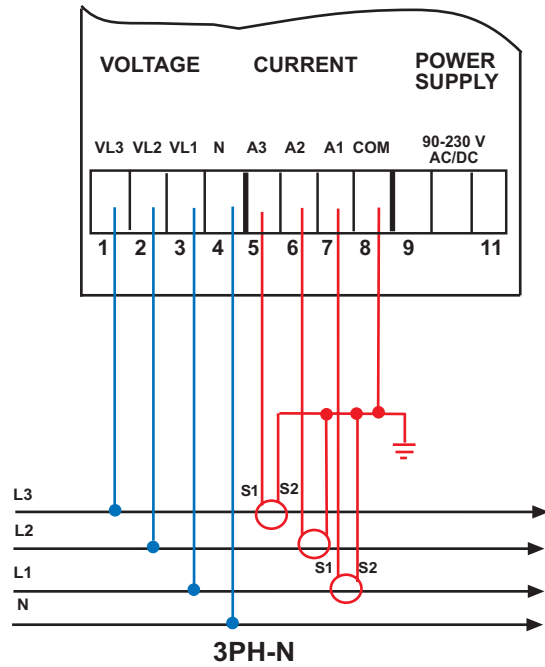 VOLTAGE CURRENT POWER SUPPLY
VL3 VL2 VL1 N A3 A2 A1 COM 90-230 V AC/DC
1 2 3 4 5 6 7 8 9 11
S1 S2
L3
L2
S1 S2
L1
N
3PH-N